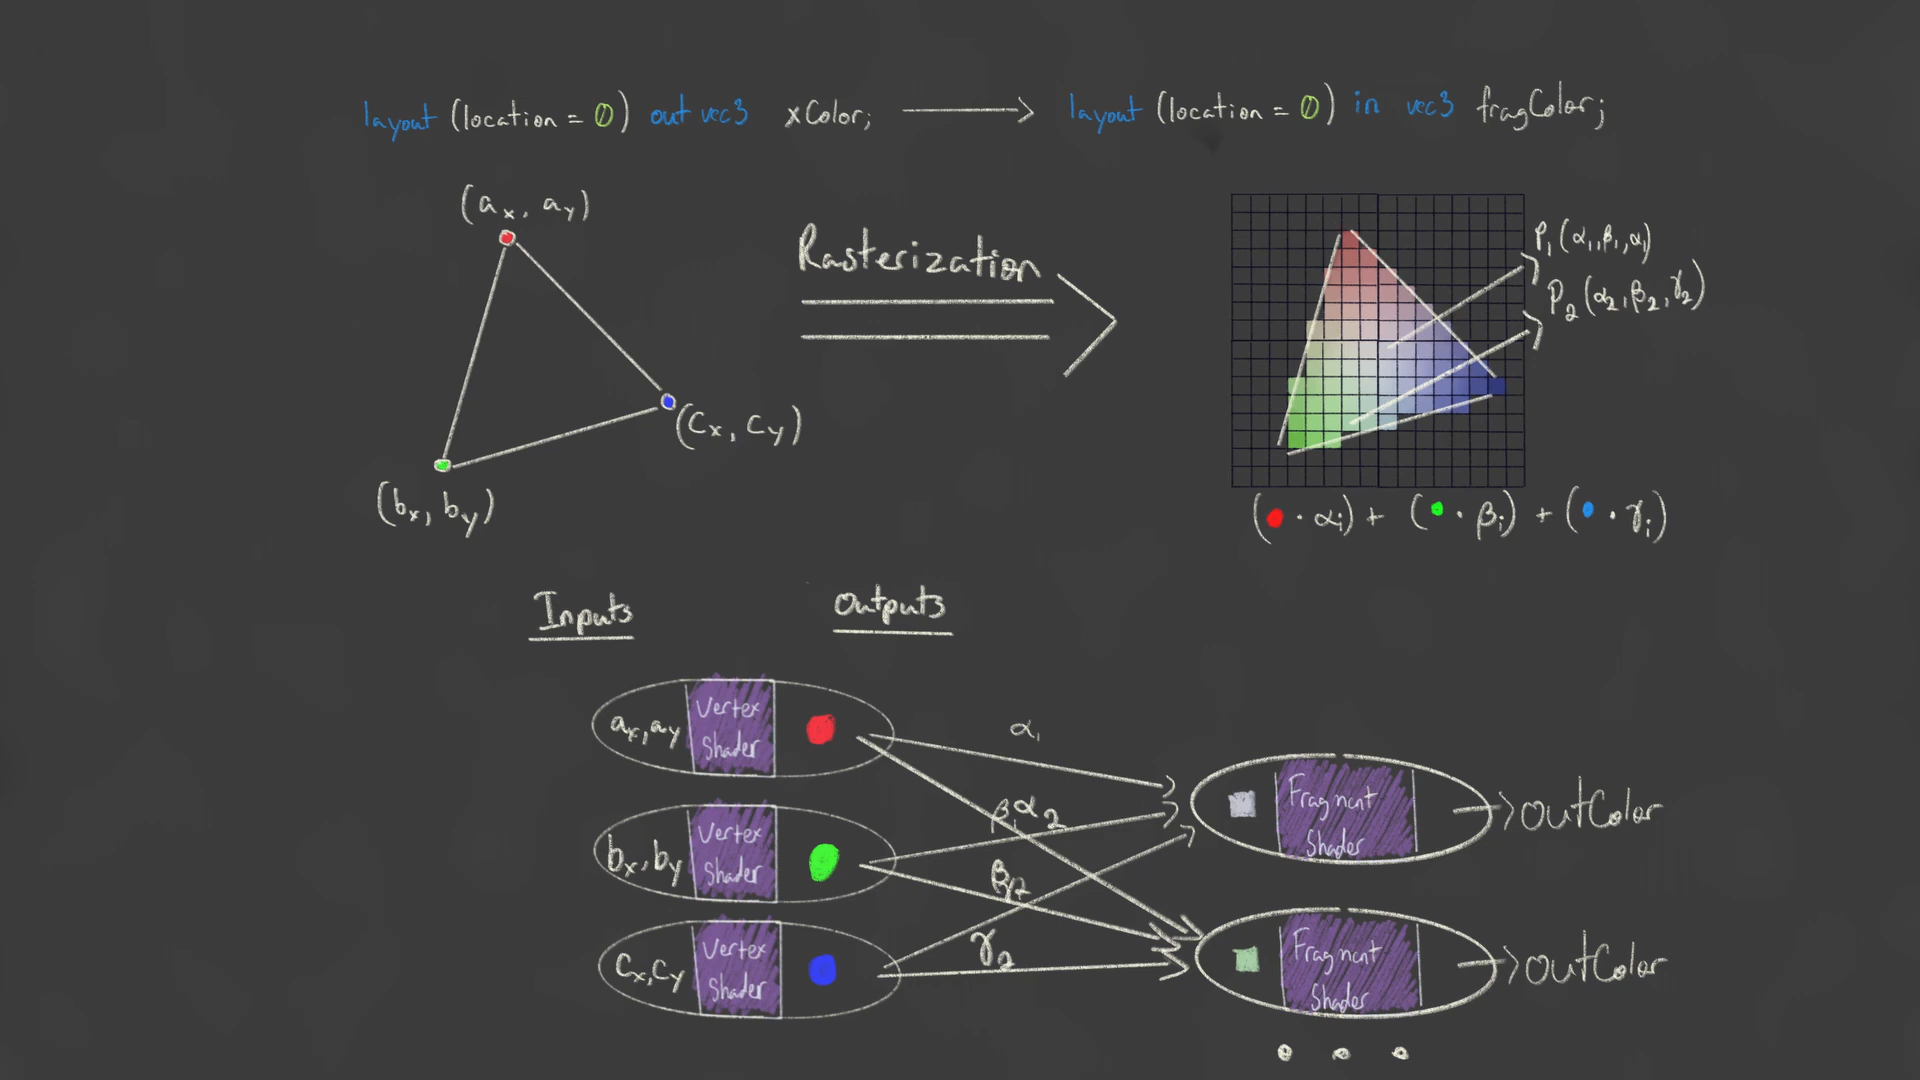 layout (location = 0) out vec3 xColor; → layout (location = 0) in vec3 fragColor;
(ax, ay)
Rasterization
P1 (α1, β1, α1)
P2 (α2, β2, γ2)
(cx, cy)
(bx, by)
( · αi) + ( · βi) + ( · γi)
Inputs Outputs
ax, ay Vertex Shader
α1
Fragment Shader → outColor
β1 α2
bx, by Vertex Shader
β2
cx, cy Vertex Shader
γ2
Fragment Shader → outColor